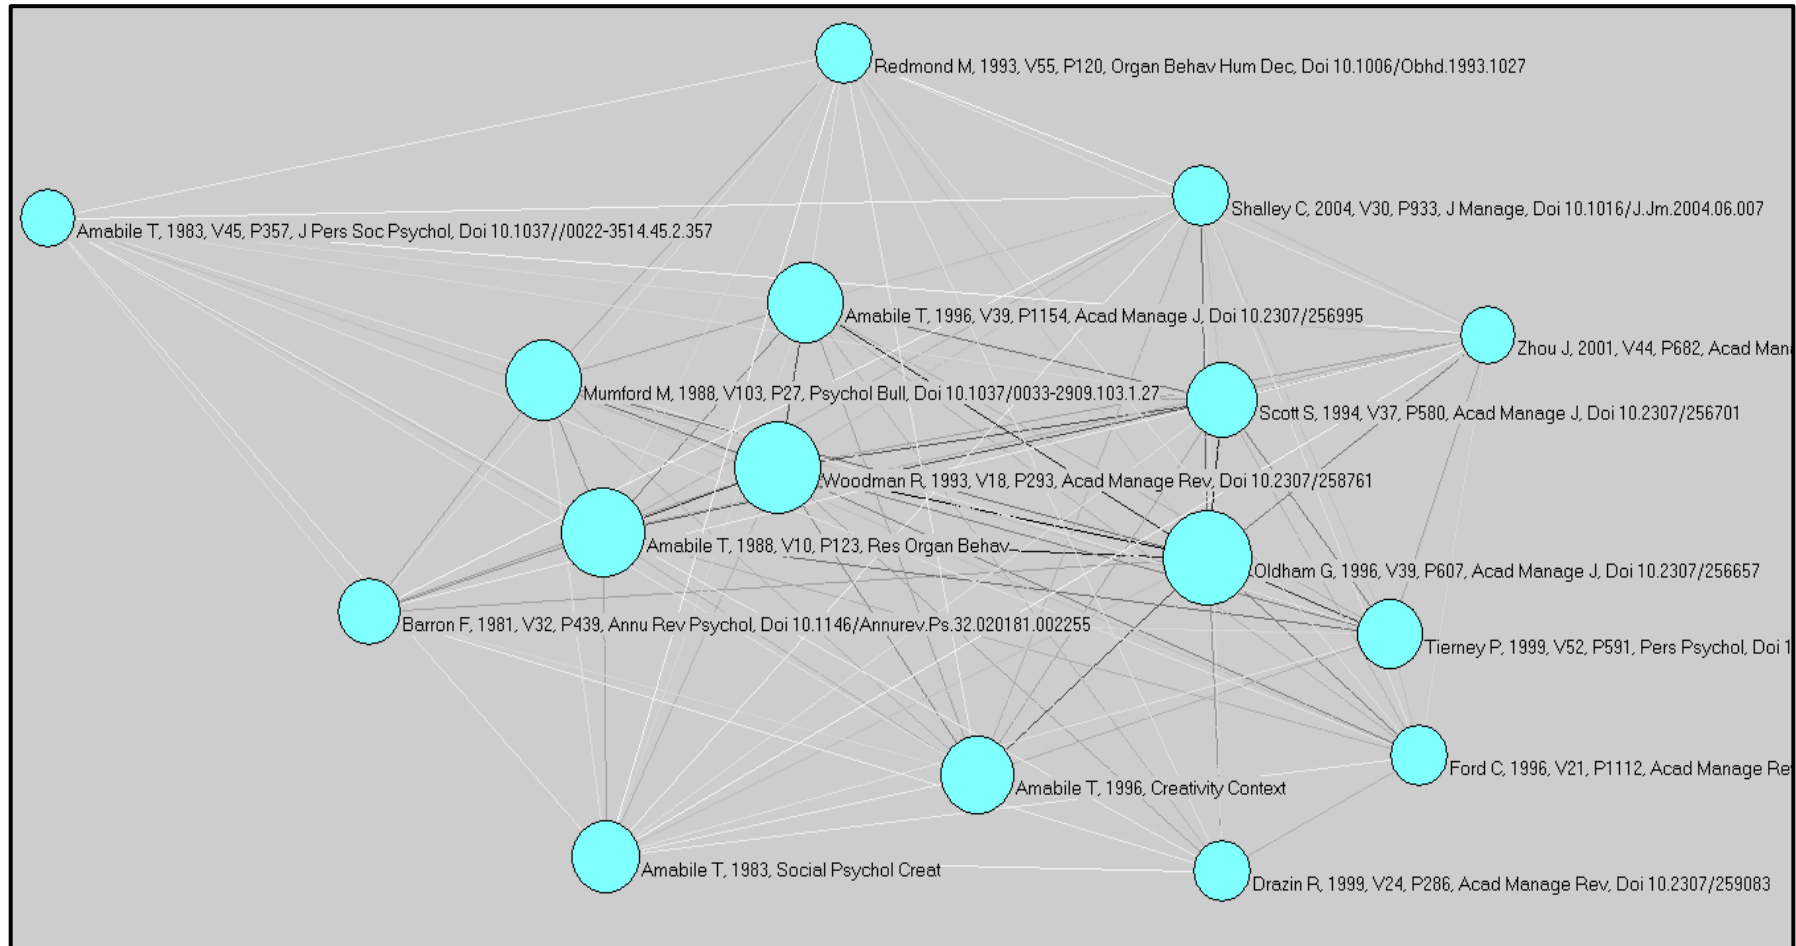 Redmond M, 1993, V55, P120, Organ Behav Hum Dec, Doi 10.1006/Obhd.1993.1027
Shalley C, 2004, V30, P933, J Manage, Doi 10.1016/J.Jm.2004.06.007
Amabile T, 1983, V45, P357, J Pers Soc Psychol, Doi 10.1037//0022-3514.45.2.357
Amabile T, 1996, V39, P1154, Acad Manage J, Doi 10.2307/256995
Zhou J, 2001, V44, P682, Acad Man
Mumford M, 1988, V103, P27, Psychol Bull, Doi 10.1037/0033-2909.103.1.27
Scott S, 1994, V37, P580, Acad Manage J, Doi 10.2307/256701
Woodman R, 1993, V18, P293, Acad Manage Rev, Doi 10.2307/258761
Amabile T, 1988, V10, P123, Res Organ Behav
Oldham G, 1996, V39, P607, Acad Manage J, Doi 10.2307/256657
Barron F, 1981, V32, P439, Annu Rev Psychol, Doi 10.1146/Annurev.Ps.32.020181.002255
Tierney P, 1999, V52, P591, Pers Psychol, Doi 1
Ford C, 1996, V21, P1112, Acad Manage Re
Amabile T, 1996, Creativity Context
Amabile T, 1983, Social Psychol Creat
Drazin R, 1999, V24, P286, Acad Manage Rev, Doi 10.2307/259083